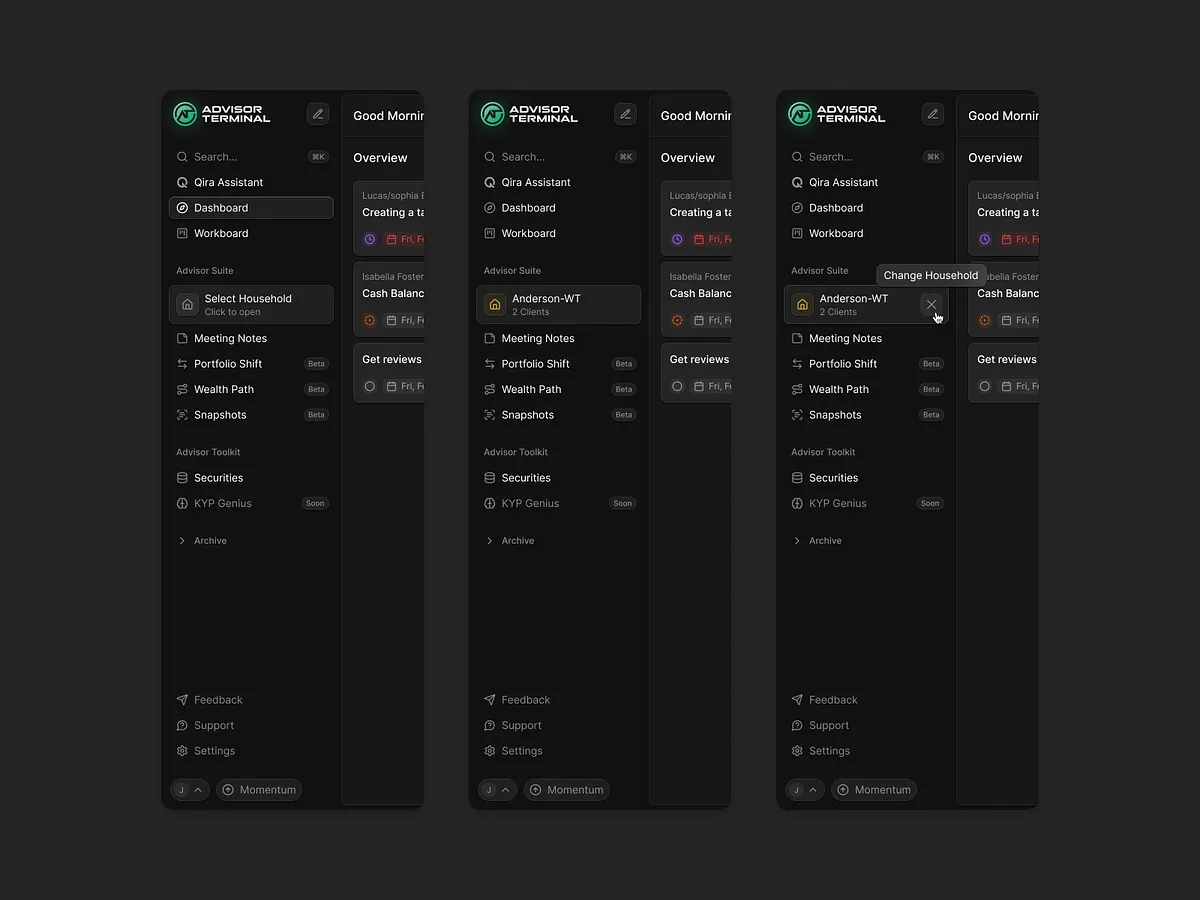 ADVISOR
TERMINAL
Search...
⌘K
Qira Assistant
Dashboard
Workboard
Advisor Suite
Select Household
Click to open
Meeting Notes
Portfolio Shift
Beta
Wealth Path
Beta
Snapshots
Beta
Advisor Toolkit
Securities
KYP Genius
Soon
Archive
Feedback
Support
Settings
J
Momentum
Good Mornin
Overview
Lucas/sophia
Creating a ta
Fri, Fe
Isabella Foster
Cash Balanc
Fri, Fe
Get reviews
Fri, Fe
ADVISOR
TERMINAL
Search...
⌘K
Qira Assistant
Dashboard
Workboard
Advisor Suite
Anderson-WT
2 Clients
Meeting Notes
Portfolio Shift
Beta
Wealth Path
Beta
Snapshots
Beta
Advisor Toolkit
Securities
KYP Genius
Soon
Archive
Feedback
Support
Settings
J
Momentum
Good Mornin
Overview
Lucas/sophia
Creating a ta
Fri, Fe
Isabella Foster
Cash Balanc
Fri, Fe
Get reviews
Fri, Fe
ADVISOR
TERMINAL
Search...
⌘K
Qira Assistant
Dashboard
Workboard
Advisor Suite
Change Household
Anderson-WT
2 Clients
Meeting Notes
Portfolio Shift
Beta
Wealth Path
Beta
Snapshots
Beta
Advisor Toolkit
Securities
KYP Genius
Soon
Archive
Feedback
Support
Settings
J
Momentum
Good Mornin
Overview
Lucas/sophia
Creating a ta
Fri, Fe
abella Foster
Cash Balanc
Fri, Fe
Get reviews
Fri, Fe